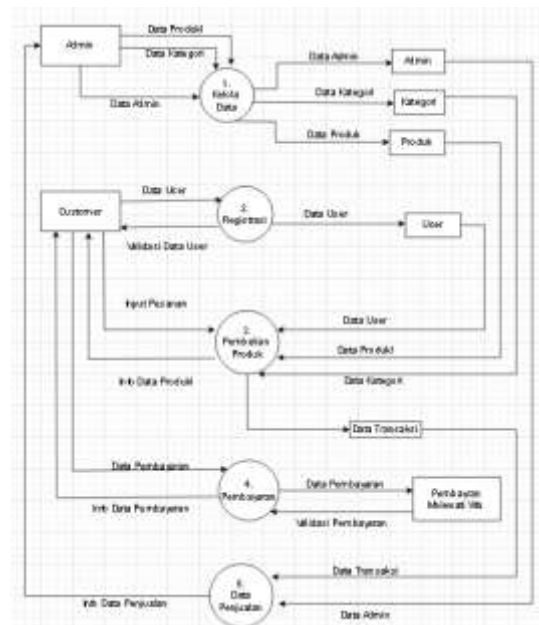 Data Produk
Admin
Data Kategori
Data Admin
1.
Kelola
Data
Data Admin
Admin
Data Kategori
Kategori
Data Produk
Produk
Customer
Data User
2.
Registrasi
Data User
User
Validasi Data User
Input Pesanan
3.
Pembelian
Produk
Data User
Data Produk
Info Data Produk
Data Kategori
Data Transaksi
Data Pembayaran
4.
Pembayaran
Data Pembayaran
Pembayaran
Melewati Wa
Info Data Pembayaran
Validasi Pembayaran
5.
Data
Penjualan
Data Transaksi
Info Data Penjualan
Data Admin